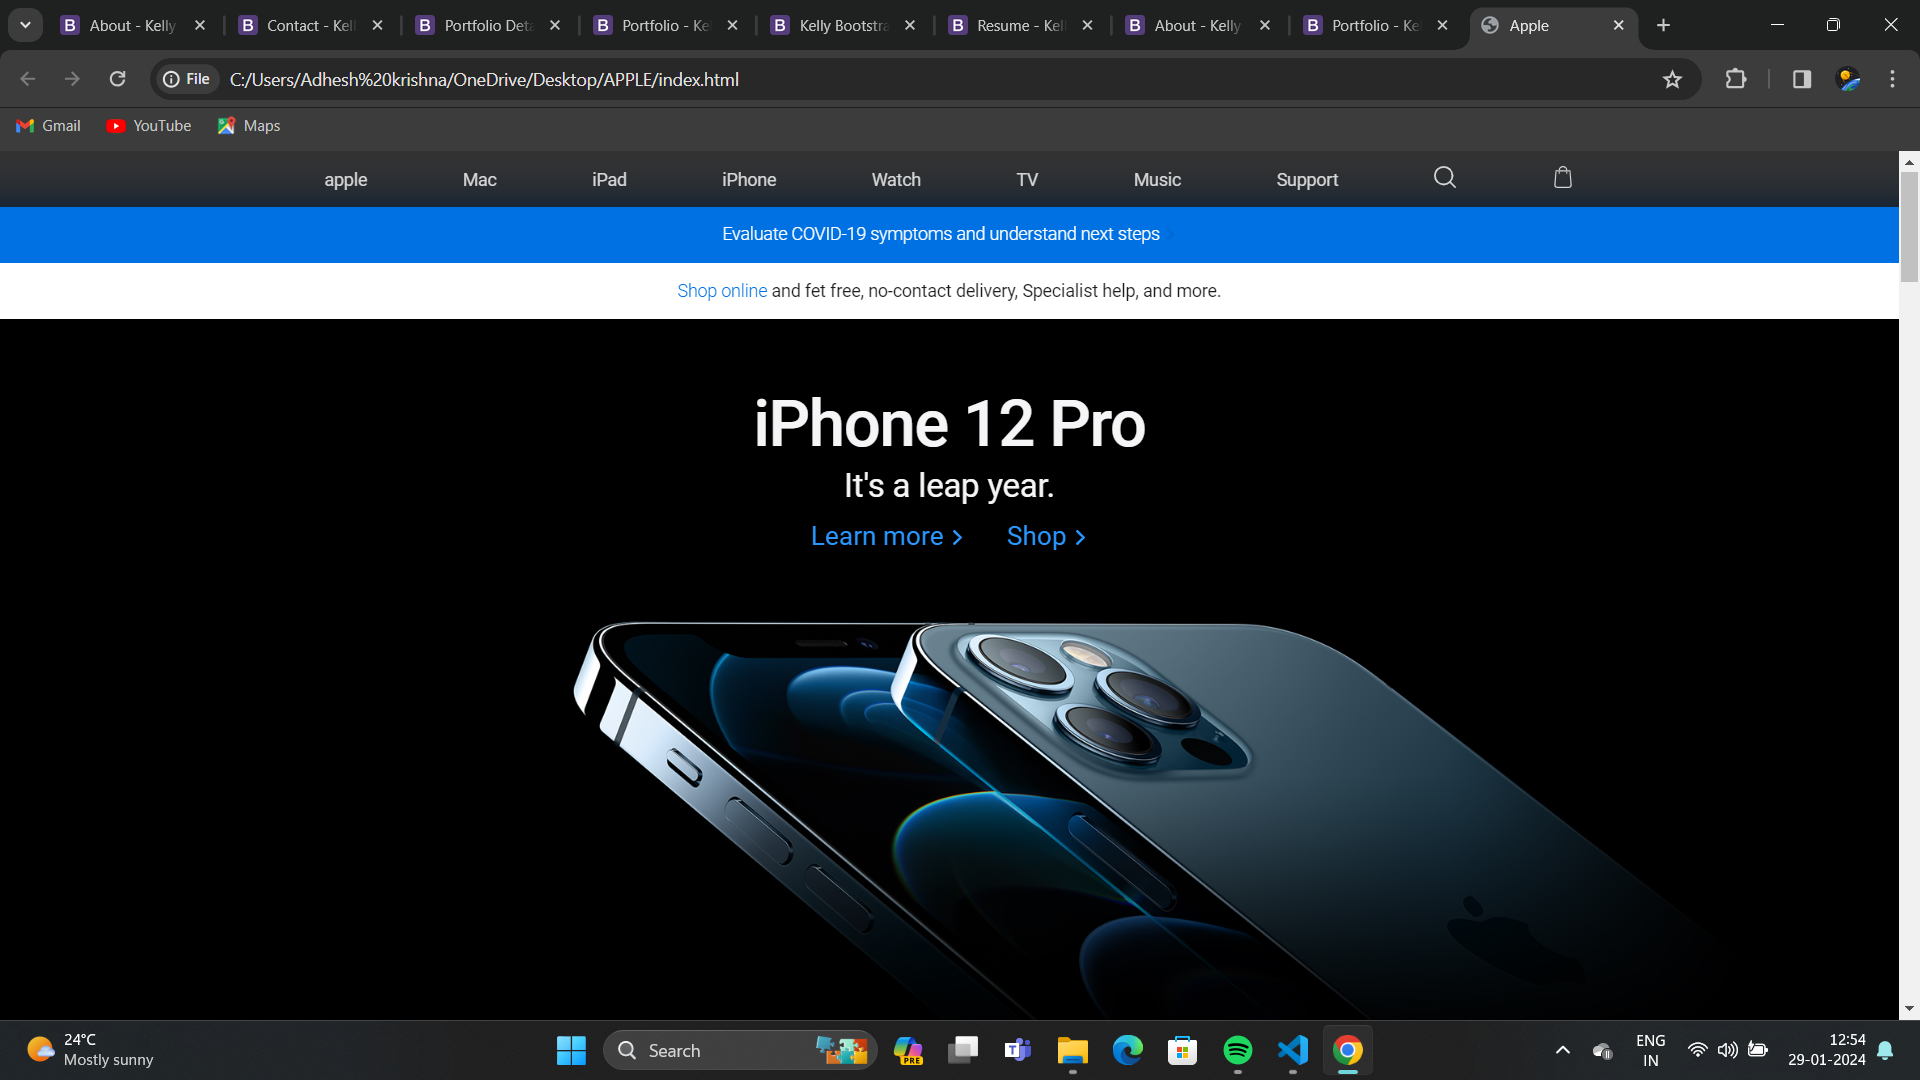 About - Kelly
Contact - Kell
Portfolio Deta
Portfolio - Ke
Kelly Bootstra
Resume - Kell
About - Kelly
Portfolio - Ke
Apple
File
C:/Users/Adhesh%20krishna/OneDrive/Desktop/APPLE/index.html
Gmail
YouTube
Maps
apple
Mac
iPad
iPhone
Watch
TV
Music
Support
Evaluate COVID-19 symptoms and understand next steps
Shop online and fet free, no-contact delivery, Specialist help, and more.
iPhone 12 Pro
It's a leap year.
Learn more
Shop
24°C
Mostly sunny
Search
PRE
ENG
IN
12:54
29-01-2024